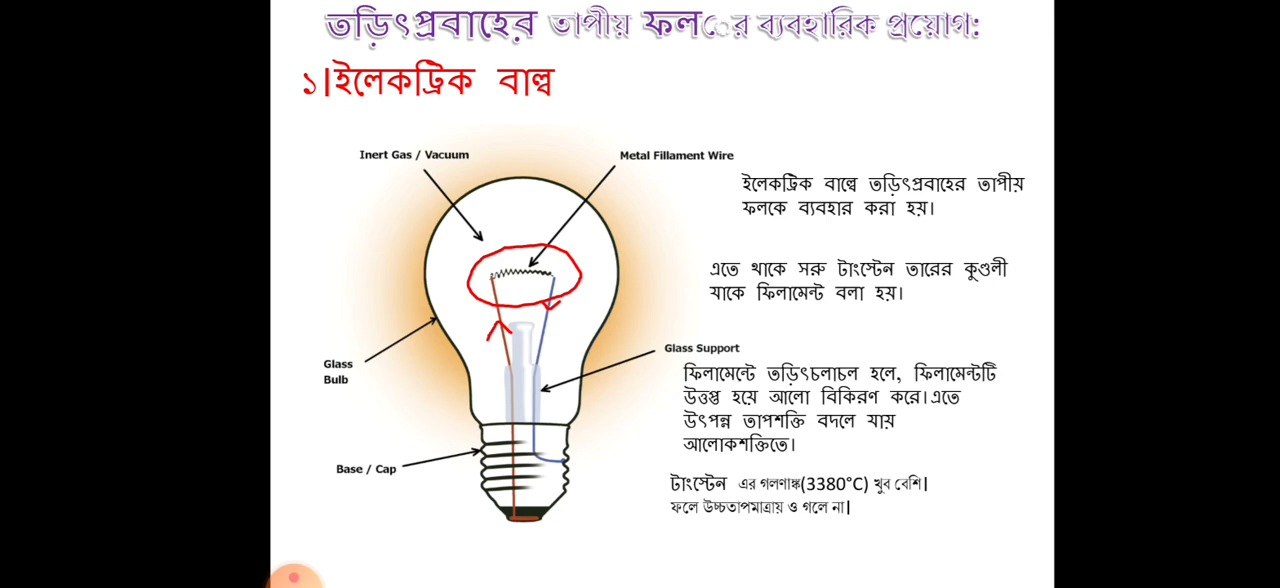 তড়িৎপ্রবাহের তাপীয় ফলের ব্যবহারিক প্রয়োগ:
১।ইলেকট্রিক বাল্ব
Inert Gas / Vacuum
Metal Fillament Wire
ইলেকট্রিক বাল্বে তড়িৎপ্রবাহের তাপীয়
ফলকে ব্যবহার করা হয়।
এতে থাকে সরু টাংস্টেন তারের কুণ্ডলী
যাকে ফিলামেন্ট বলা হয়।
Glass Support
Glass
Bulb
ফিলামেন্টে তড়িৎচলাচল হলে, ফিলামেন্টটি
উত্তপ্ত হয়ে আলো বিকিরণ করে।এতে
উৎপন্ন তাপশক্তি বদলে যায়
আলোকশক্তিতে।
Base / Cap
টাংস্টেন এর গলণাঙ্ক(3380°C) খুব বেশি।
ফলে উচ্চতাপমাত্রায় ও গলে না।